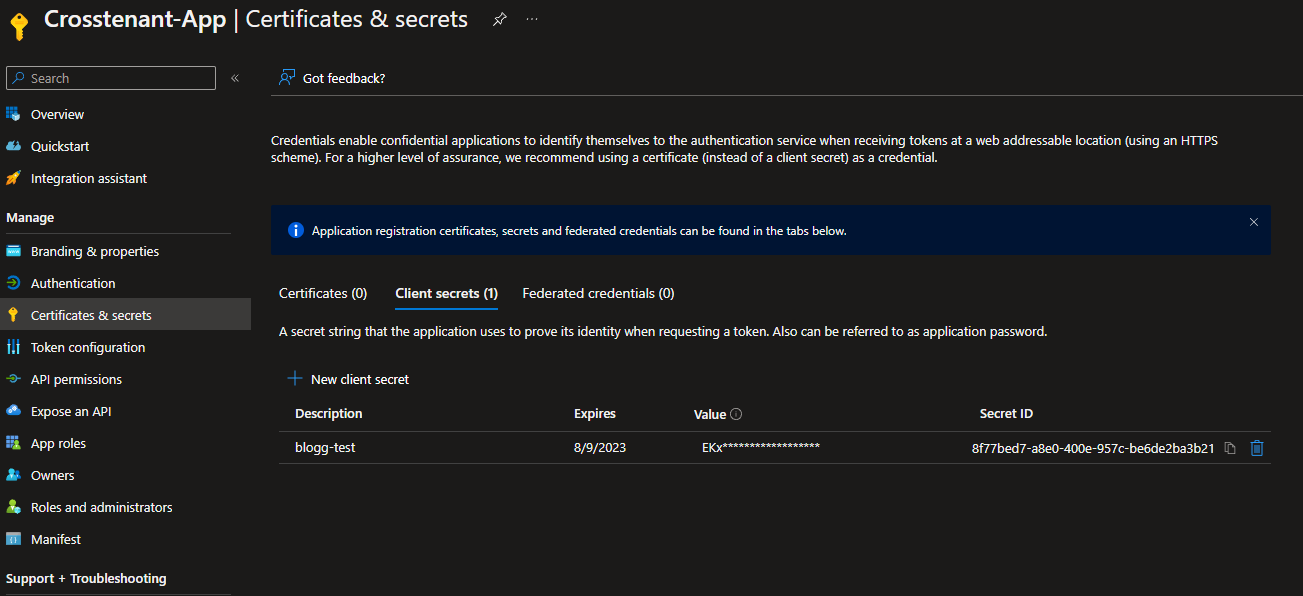 Crosstenant-App | Certificates & secrets
Search
«
Got feedback?
Overview
Quickstart
Integration assistant
Manage
Branding & properties
Authentication
Certificates & secrets
Token configuration
API permissions
Expose an API
App roles
Owners
Roles and administrators
Manifest
Support + Troubleshooting
Credentials enable confidential applications to identify themselves to the authentication service when receiving tokens at a web addressable location (using an HTTPS
scheme). For a higher level of assurance, we recommend using a certificate (instead of a client secret) as a credential.
Application registration certificates, secrets and federated credentials can be found in the tabs below.
Certificates (0) Client secrets (1) Federated credentials (0)
A secret string that the application uses to prove its identity when requesting a token. Also can be referred to as application password.
New client secret
Description Expires Value Secret ID
blogg-test 8/9/2023 EKx****************** 8f77bed7-a8e0-400e-957c-be6de2ba3b21